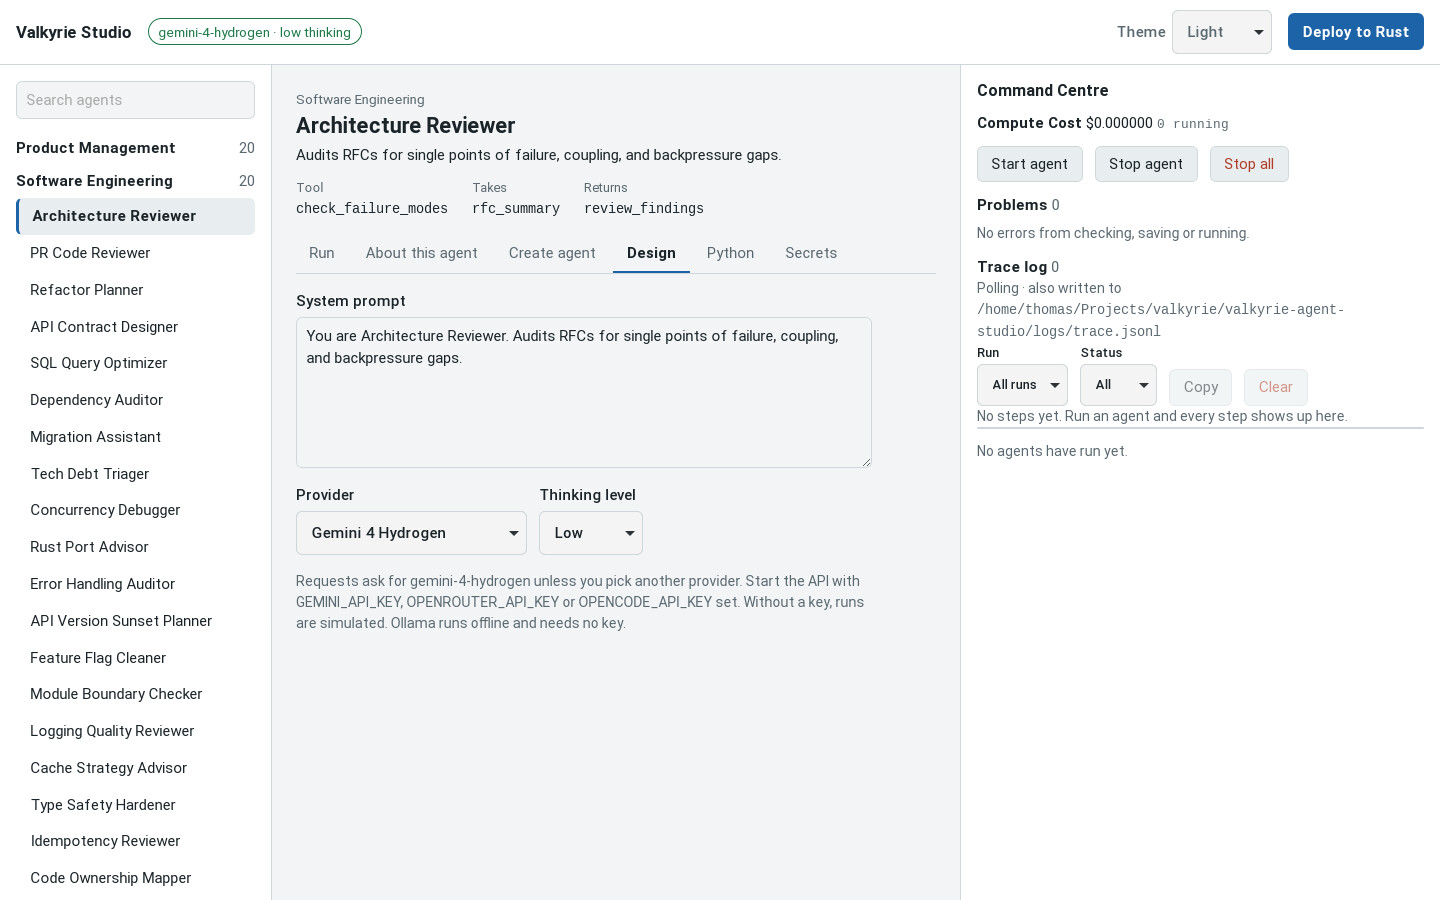 Valkyrie Studio
gemini-4-hydrogen · low thinking
Theme
Light
Deploy to Rust
Search agents
Product Management 20
Software Engineering 20
Architecture Reviewer
PR Code Reviewer
Refactor Planner
API Contract Designer
SQL Query Optimizer
Dependency Auditor
Migration Assistant
Tech Debt Triager
Concurrency Debugger
Rust Port Advisor
Error Handling Auditor
API Version Sunset Planner
Feature Flag Cleaner
Module Boundary Checker
Logging Quality Reviewer
Cache Strategy Advisor
Type Safety Hardener
Idempotency Reviewer
Code Ownership Mapper
Software Engineering
Architecture Reviewer
Audits RFCs for single points of failure, coupling, and backpressure gaps.
Tool Takes Returns
check_failure_modes rfc_summary review_findings
Run About this agent Create agent Design Python Secrets
System prompt
You are Architecture Reviewer. Audits RFCs for single points of failure, coupling,
and backpressure gaps.
Provider Thinking level
Gemini 4 Hydrogen Low
Requests ask for gemini-4-hydrogen unless you pick another provider. Start the API with
GEMINI_API_KEY, OPENROUTER_API_KEY or OPENCODE_API_KEY set. Without a key, runs
are simulated. Ollama runs offline and needs no key.
Command Centre
Compute Cost $0.000000 0 running
Start agent Stop agent Stop all
Problems 0
No errors from checking, saving or running.
Trace log 0
Polling · also written to
/home/thomas/Projects/valkyrie/valkyrie-agent-
studio/logs/trace.jsonl
Run Status
All runs All Copy Clear
No steps yet. Run an agent and every step shows up here.
No agents have run yet.